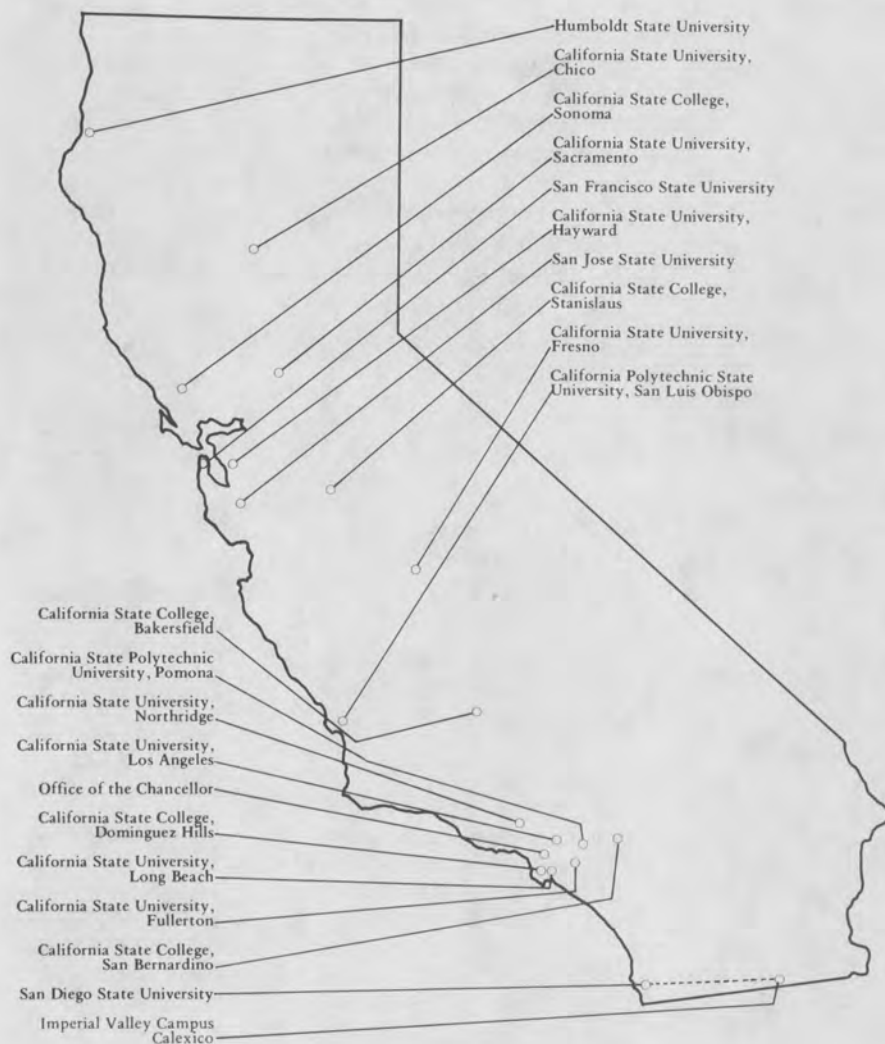 Humboldt State University
California State University,
Chico
California State College,
Sonoma
California State University,
Sacramento
San Francisco State University
California State University,
Hayward
San Jose State University
California State College,
Stanislaus
California State University,
Fresno
California Polytechnic State
University, San Luis Obispo
California State College,
Bakersfield
California State Polytechnic
University, Pomona
California State University,
Northridge
California State University,
Los Angeles
Office of the Chancellor
California State College,
Dominguez Hills
California State University,
Long Beach
California State University,
Fullerton
California State College,
San Bernardino
San Diego State University
Imperial Valley Campus
Calexico